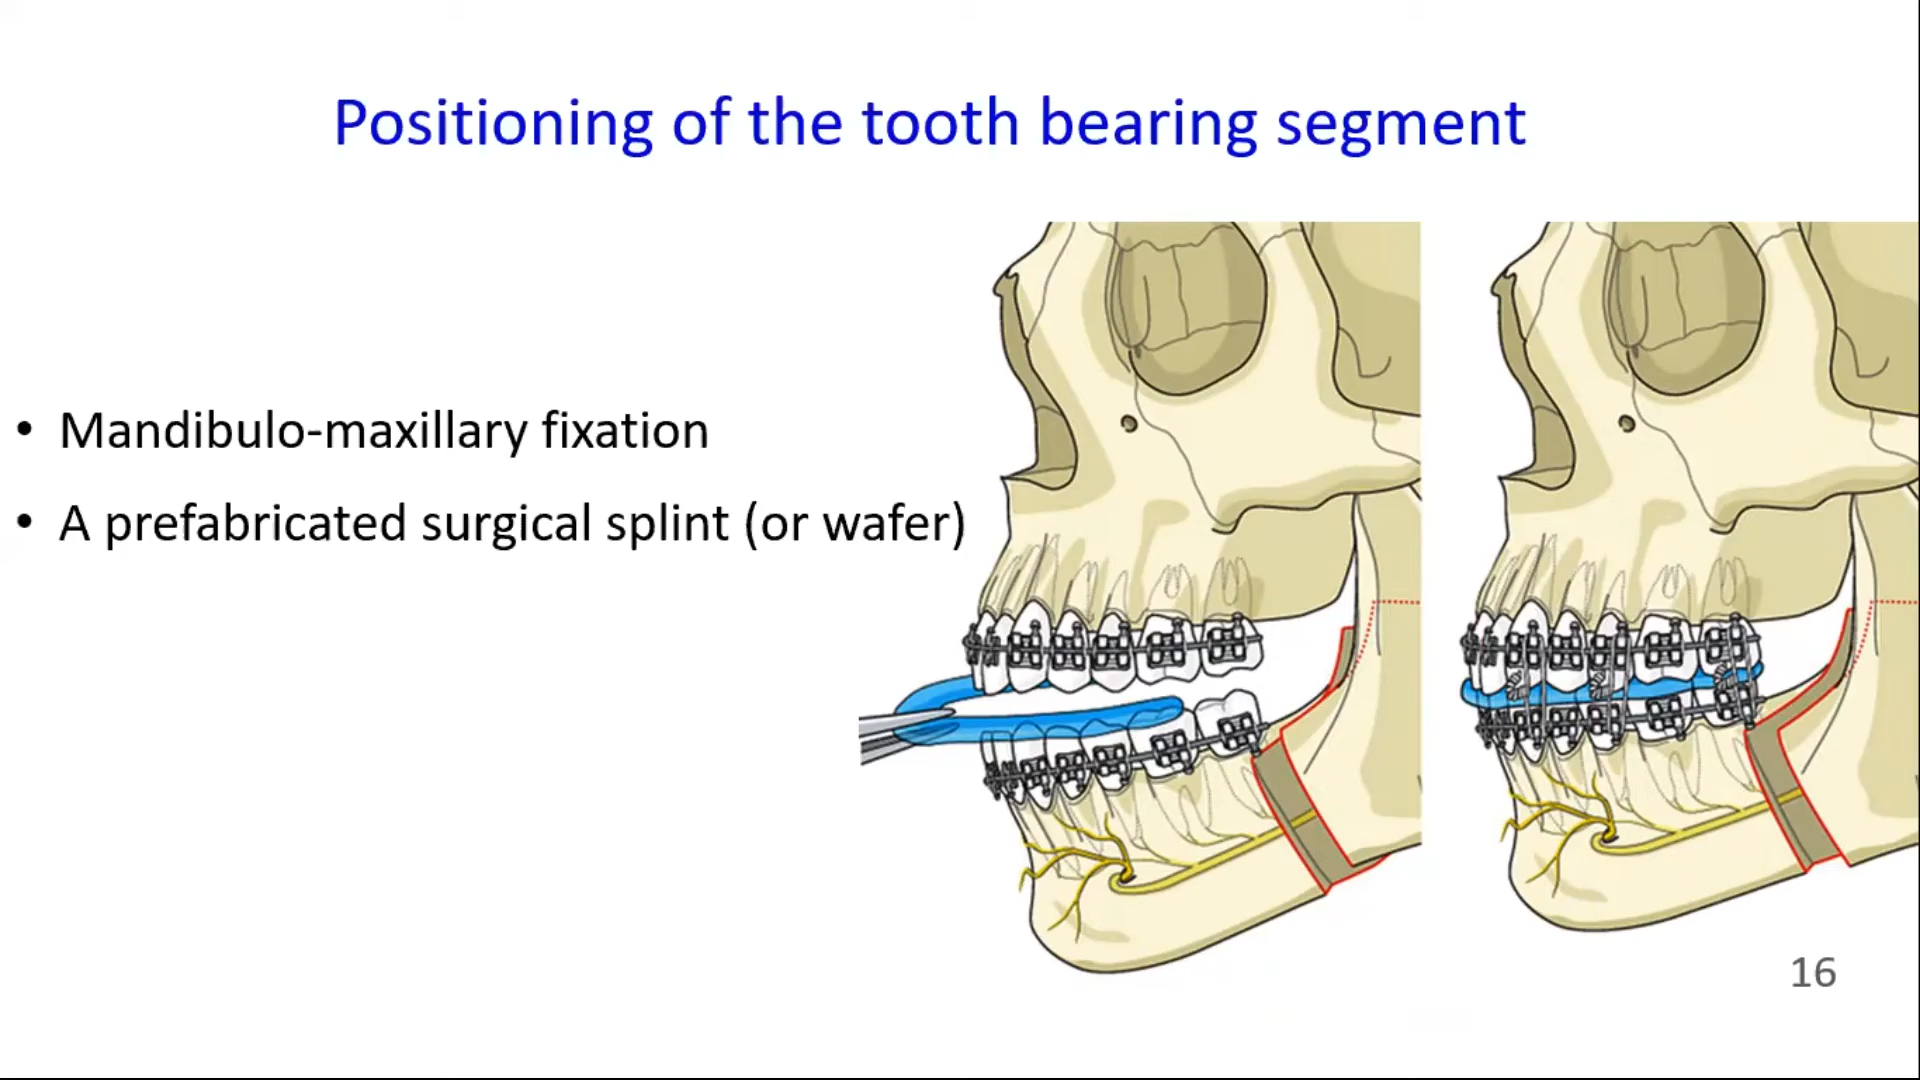 Positioning of the tooth bearing segment
• Mandibulo-maxillary fixation
• A prefabricated surgical splint (or wafer)
16